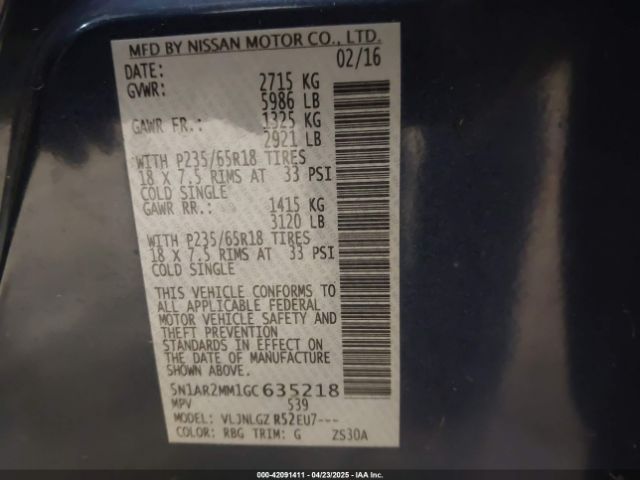 MFD BY NISSAN MOTOR CO., LTD.
DATE: 02/16
GVWR: 2715 KG
5986 LB
GAWR FR.: 1325 KG
2921 LB
WITH P235/65R18 TIRES
18 X 7.5 RIMS AT 33 PSI
COLD SINGLE
GAWR RR.: 1415 KG
3120 LB
WITH P235/65R18 TIRES
18 X 7.5 RIMS AT 33 PSI
COLD SINGLE
THIS VEHICLE CONFORMS TO
ALL APPLICABLE FEDERAL
MOTOR VEHICLE SAFETY AND
THEFT PREVENTION
STANDARDS IN EFFECT ON
THE DATE OF MANUFACTURE
SHOWN ABOVE.
5N1AR2MM1GC635218
MPV 539
MODEL: VLJNLGZ R52EU7---
COLOR: RBG TRIM: G ZS30A
000-42091411 - 04/23/2025 - IAA Inc.